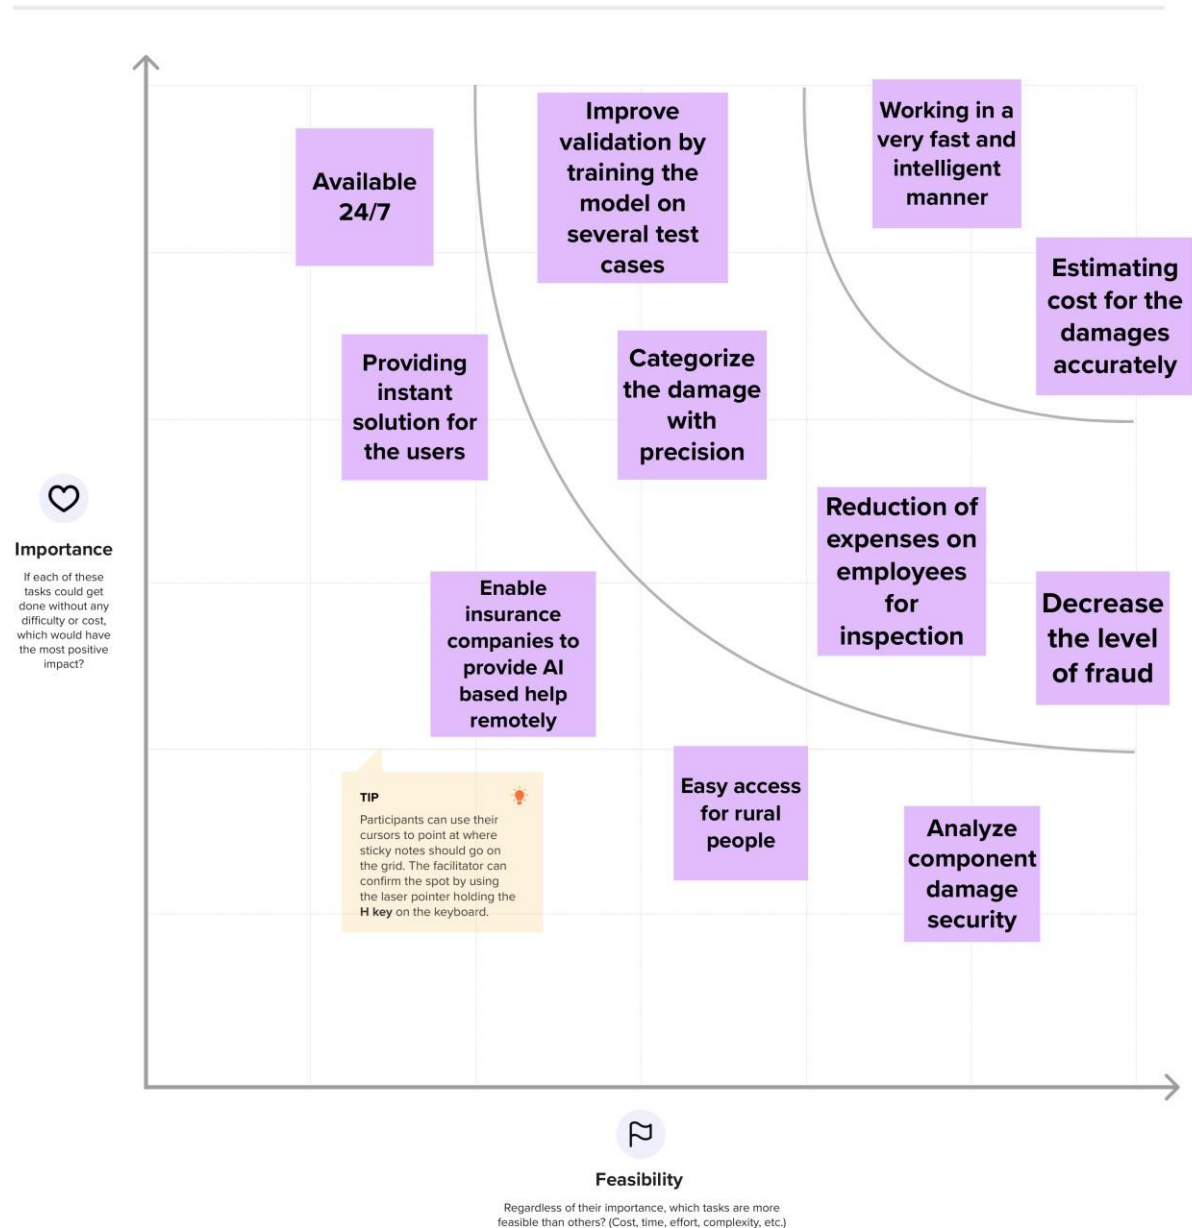 Available
24/7
Improve
validation by
training the
model on
several test
cases
Working in a
very fast and
intelligent
manner
Estimating
cost for the
damages
accurately
Providing
instant
solution for
the users
Categorize
the damage
with
precision
Reduction of
expenses on
employees
for
inspection
Importance
If each of these
tasks could get
done without any
difficulty or cost,
which would have
the most positive
impact?
Enable
insurance
companies to
provide AI
based help
remotely
Decrease
the level
of fraud
TIP
Participants can use their
cursors to point at where
sticky notes should go on
the grid. The facilitator can
confirm the spot by using
the laser pointer holding the
H key on the keyboard.
Easy access
for rural
people
Analyze
component
damage
security
Feasibility
Regardless of their importance, which tasks are more
feasible than others? (Cost, time, effort, complexity, etc.)